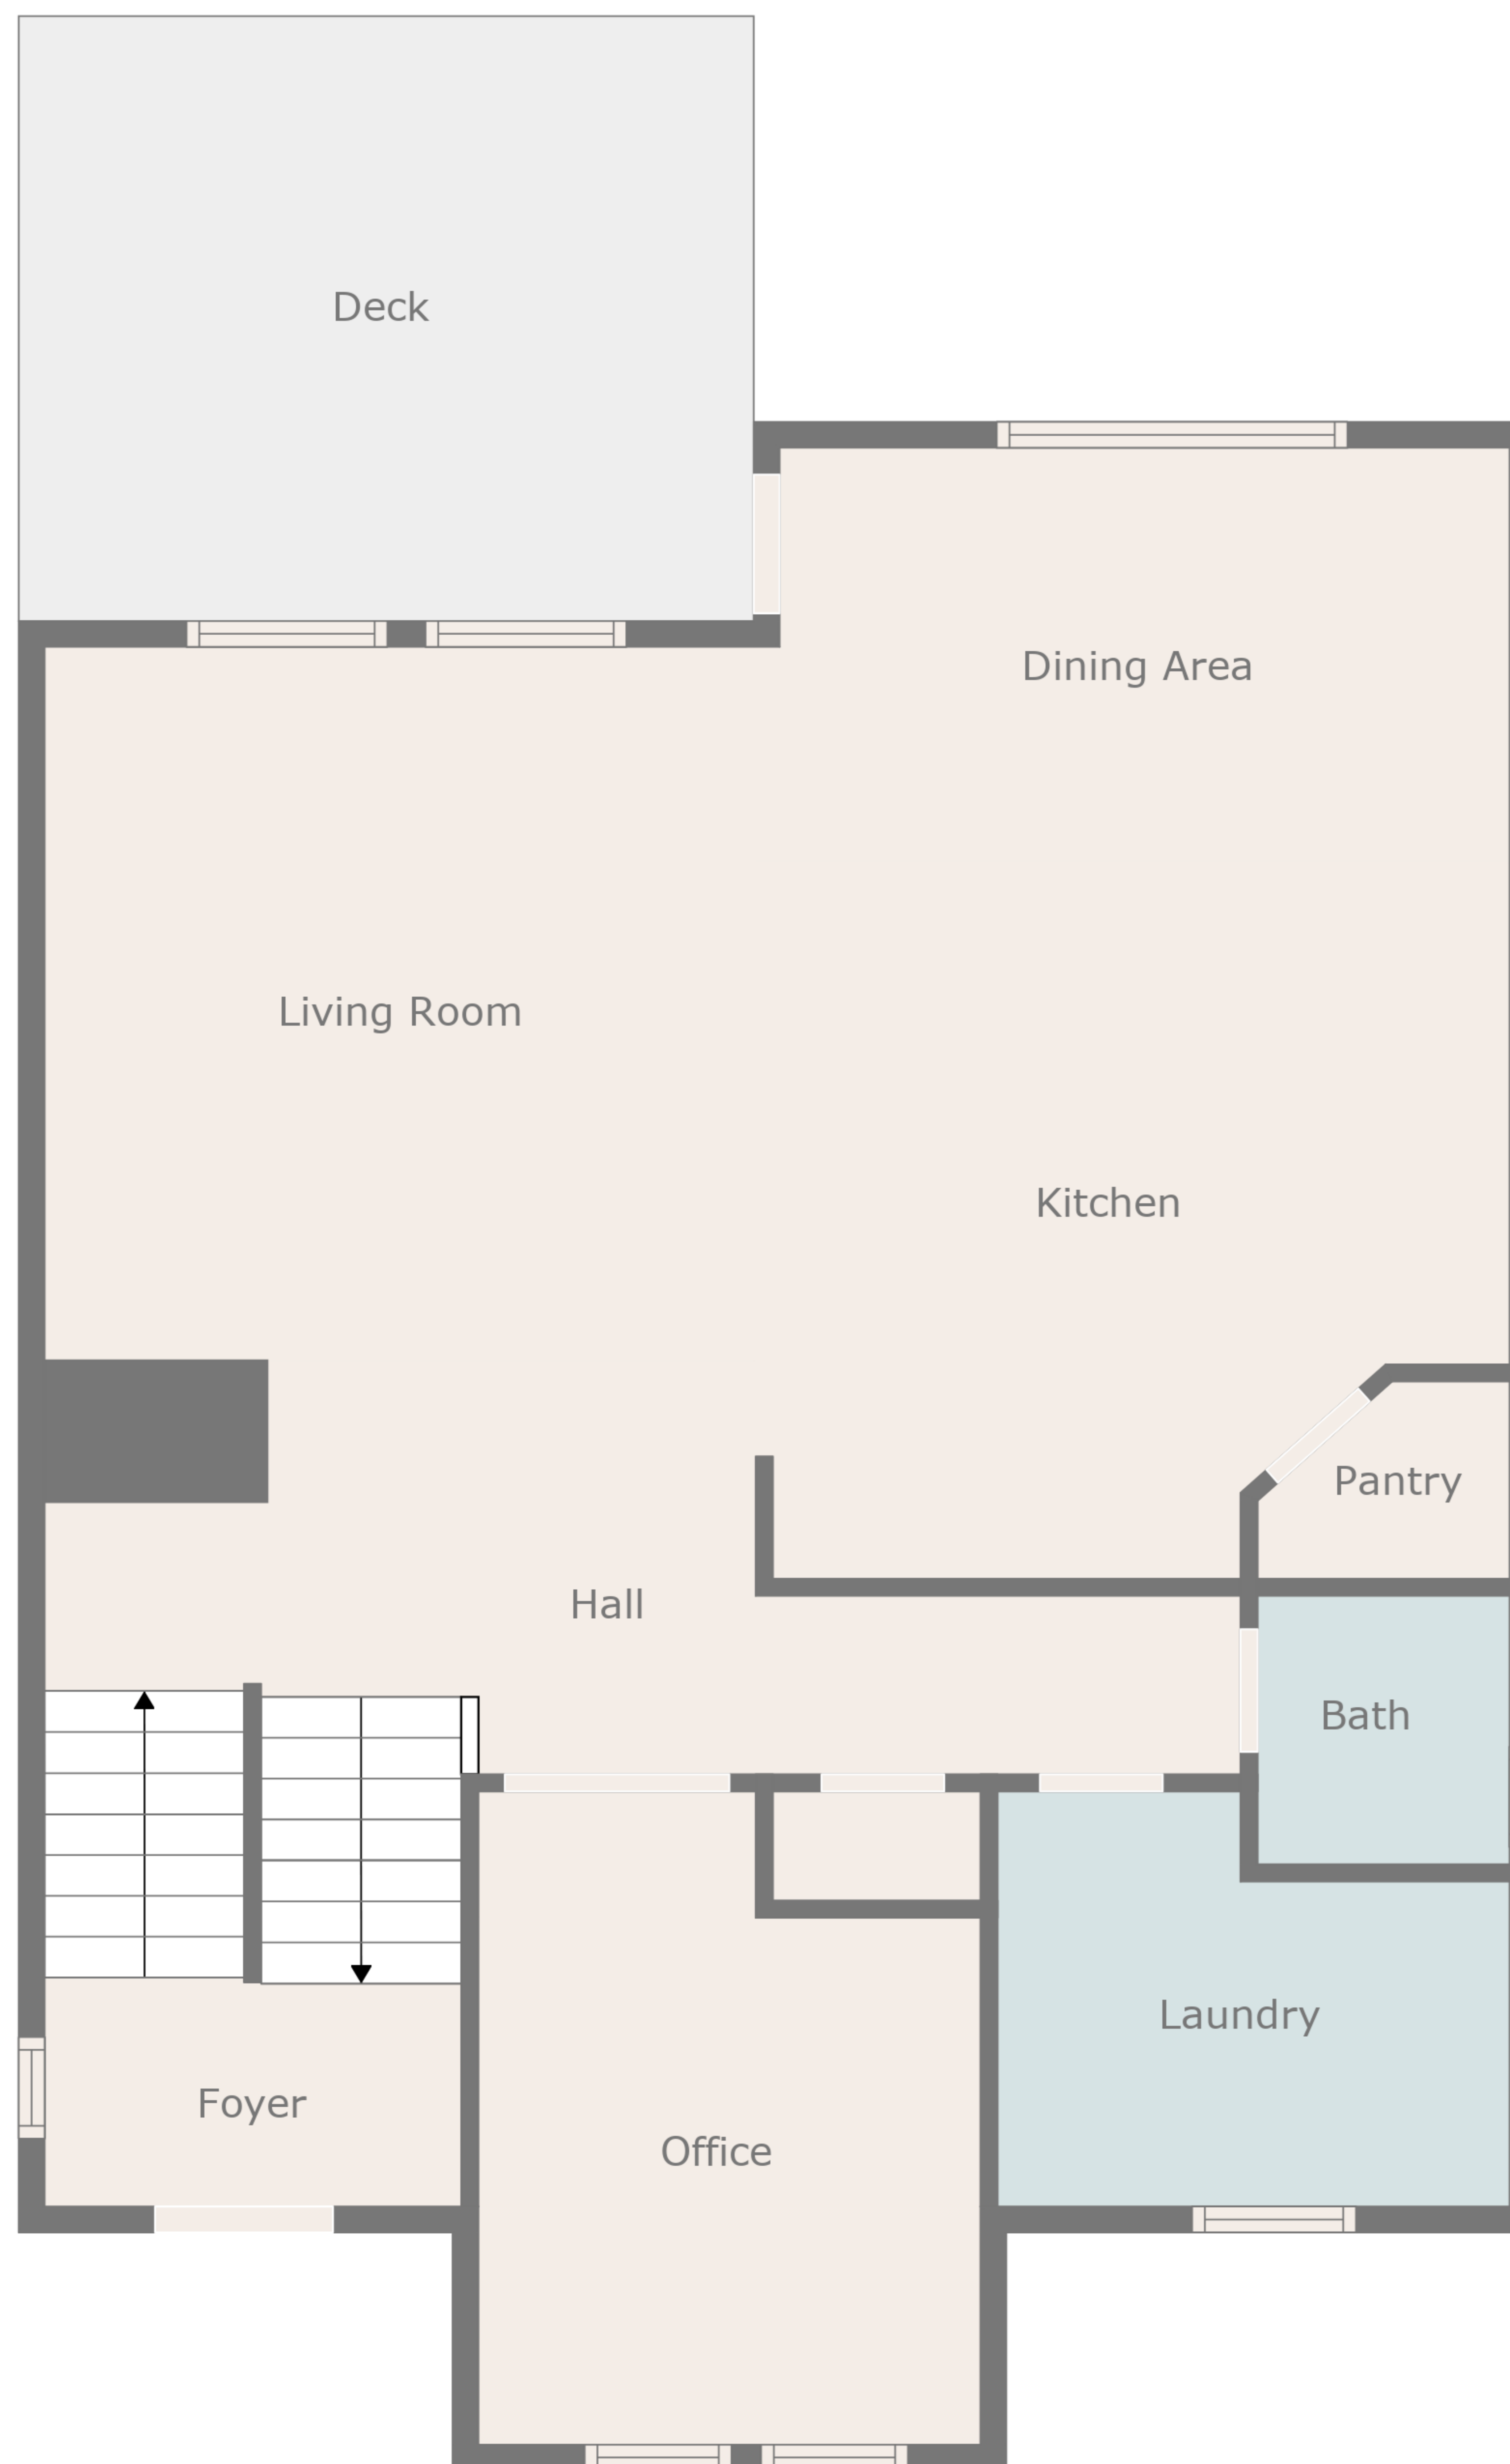 Deck
Dining Area
Living Room
Kitchen
Pantry
Hall
Bath
Laundry
Foyer
Office